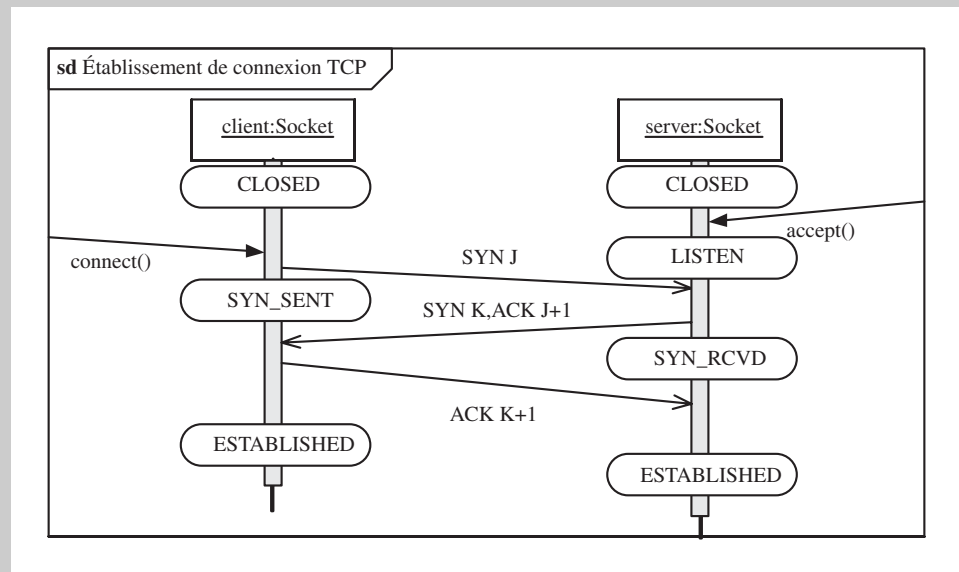 sd Établissement de connexion TCP
client:Socket
server:Socket
CLOSED
CLOSED
accept()
connect()
SYN J
LISTEN
SYN_SENT
SYN K,ACK J+1
SYN_RCVD
ACK K+1
ESTABLISHED
ESTABLISHED